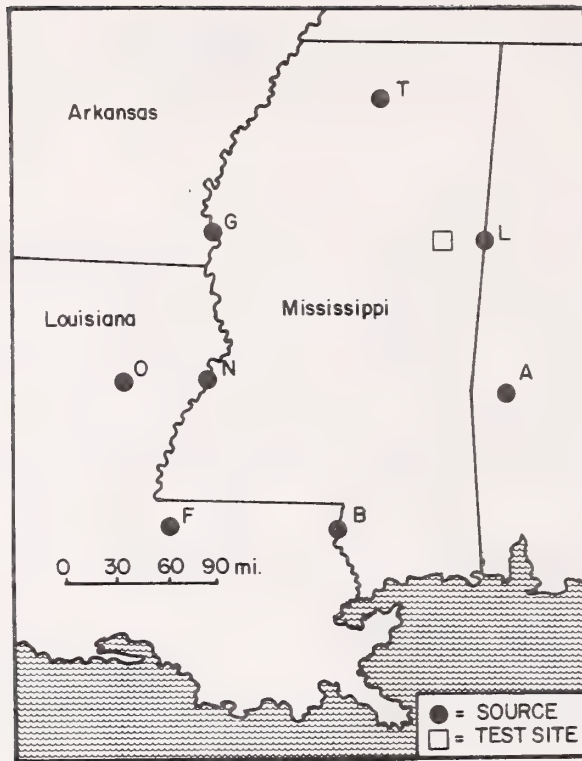 T
Arkansas
G
L
Louisiana
Mississippi
O
N
A
F
B
0 30 60 90 mi.
● = SOURCE
□ = TEST SITE